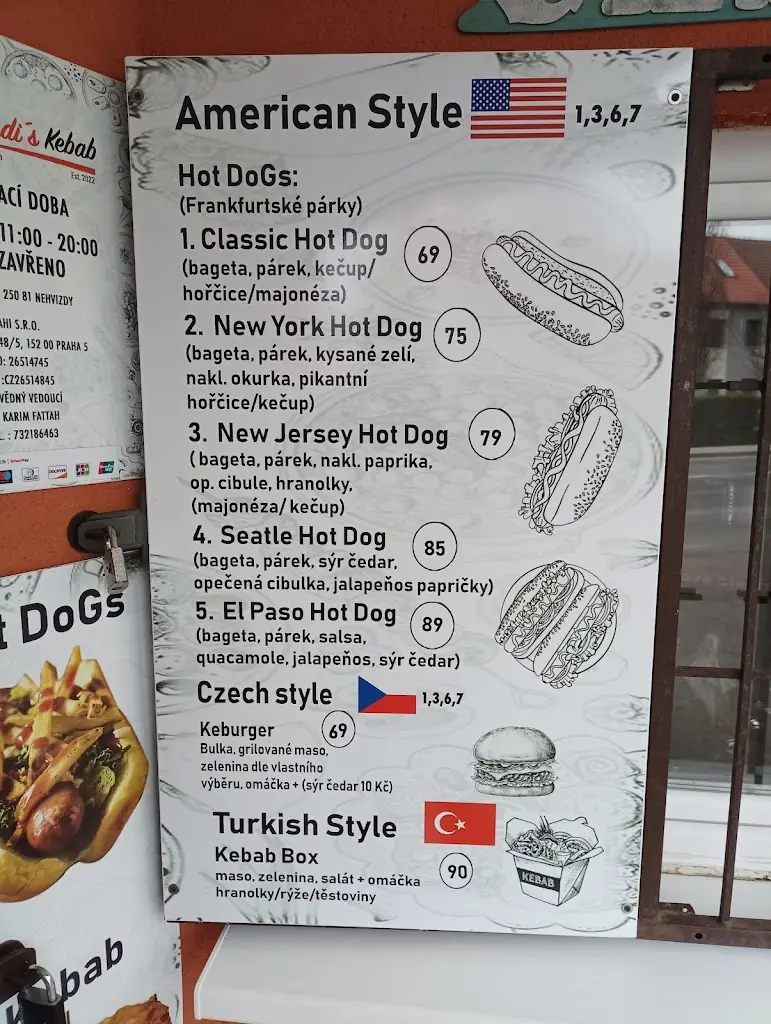 di´s Kebab
Est. 2022
ACÍ DOBA
11:00 - 20:00
ZAVŘENO
250 81 NEHVIZDY
AHI S.R.O.
48/5, 152 00 PRAHA 5
: 26514745
:CZ26514845
VĚDNÝ VEDOUCÍ
KARIM FATTAH
L. : 732186463
t DoGs
kebab
American Style 1,3,6,7
Hot DoGs:
(Frankfurtské párky)
1. Classic Hot Dog 69
(bageta, párek, kečup/
hořčice/majonéza)
2. New York Hot Dog 75
(bageta, párek, kysané zelí,
nakl. okurka, pikantní
hořčice/kečup)
3. New Jersey Hot Dog 79
( bageta, párek, nakl. paprika,
op. cibule, hranolky,
(majonéza/ kečup)
4. Seatle Hot Dog 85
(bageta, párek, sýr čedar,
opečená cibulka, jalapeňos papričky)
5. El Paso Hot Dog 89
(bageta, párek, salsa,
quacamole, jalapeňos, sýr čedar)
Czech style 1,3,6,7
Keburger 69
Bulka, grilované maso,
zelenina dle vlastního
výběru, omáčka + (sýr čedar 10 Kč)
Turkish Style
Kebab Box 90
maso, zelenina, salát + omáčka
hranolky/rýže/těstoviny
KEBAB